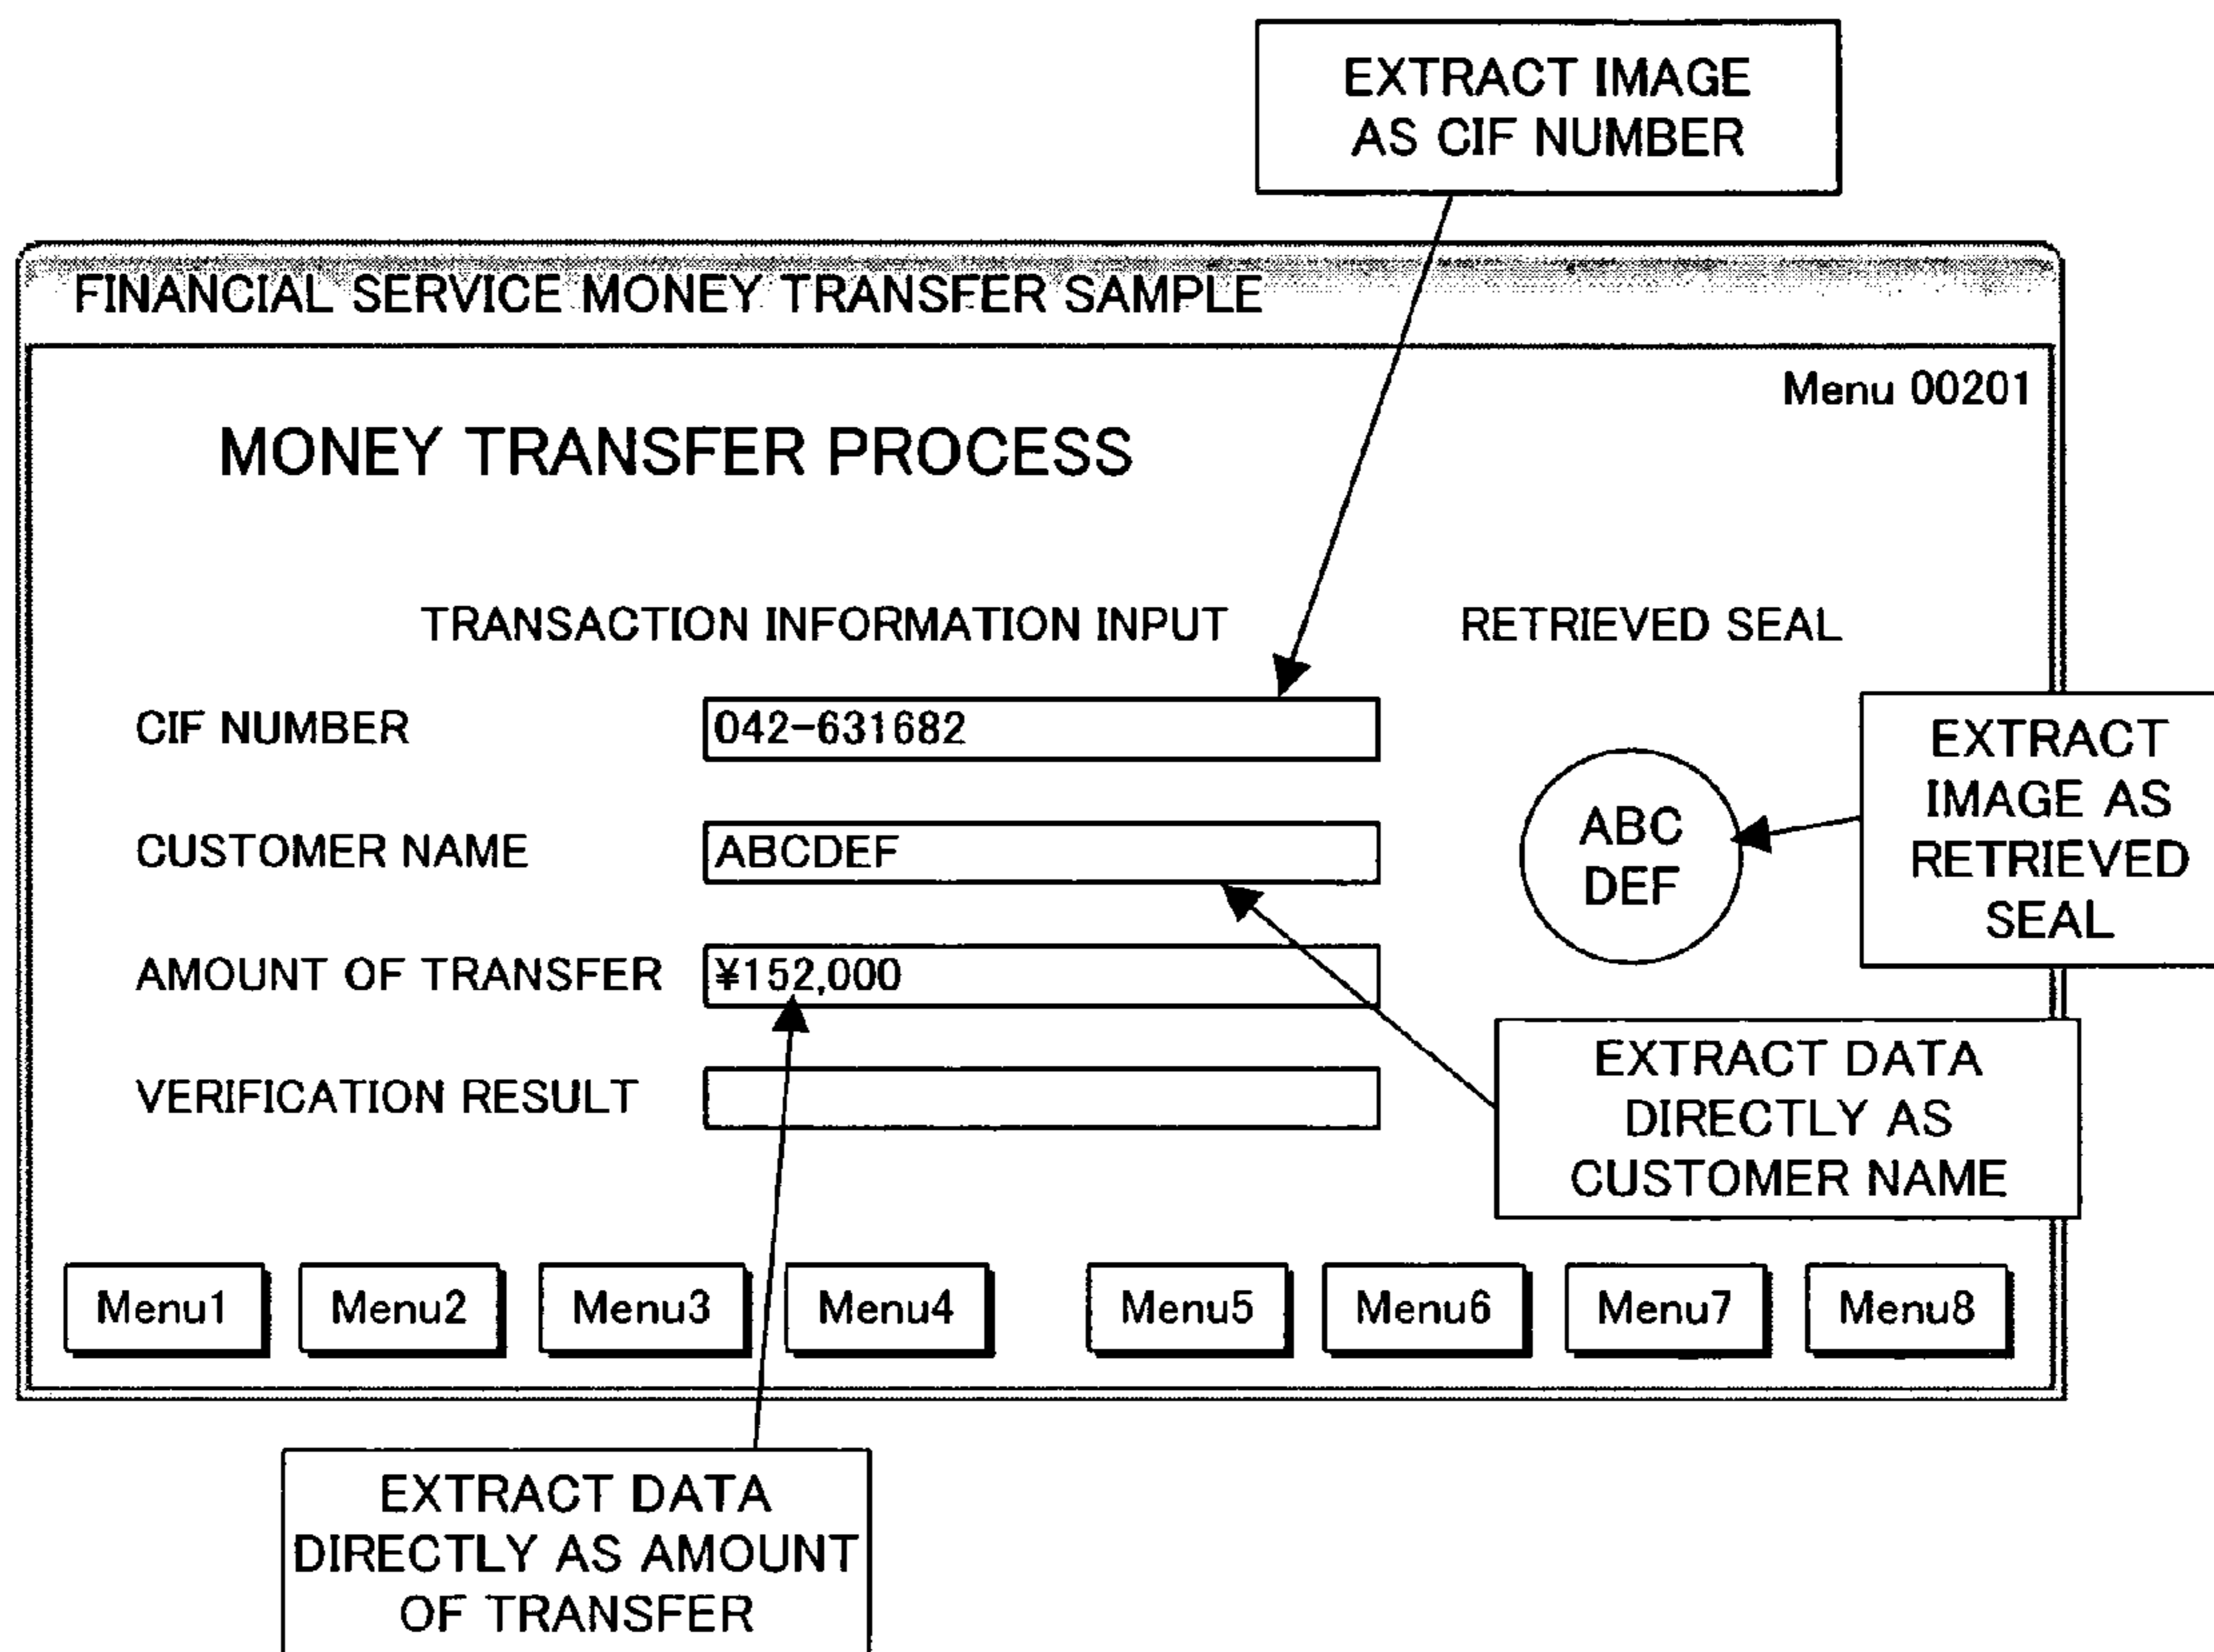 EXTRACT IMAGE
AS CIF NUMBER
FINANCIAL SERVICE MONEY TRANSFER SAMPLE
Menu 00201
MONEY TRANSFER PROCESS
TRANSACTION INFORMATION INPUT
RETRIEVED SEAL
CIF NUMBER
042-631682
CUSTOMER NAME
ABCDEF
ABC
DEF
EXTRACT
IMAGE AS
RETRIEVED
SEAL
AMOUNT OF TRANSFER
¥152,000
VERIFICATION RESULT
EXTRACT DATA
DIRECTLY AS
CUSTOMER NAME
Menu1
Menu2
Menu3
Menu4
Menu5
Menu6
Menu7
Menu8
EXTRACT DATA
DIRECTLY AS AMOUNT
OF TRANSFER